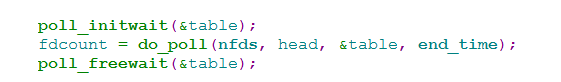 poll_initwait(&table);
fdcount = do_poll(nfds, head, &table, end_time);
poll_freewait(&table);